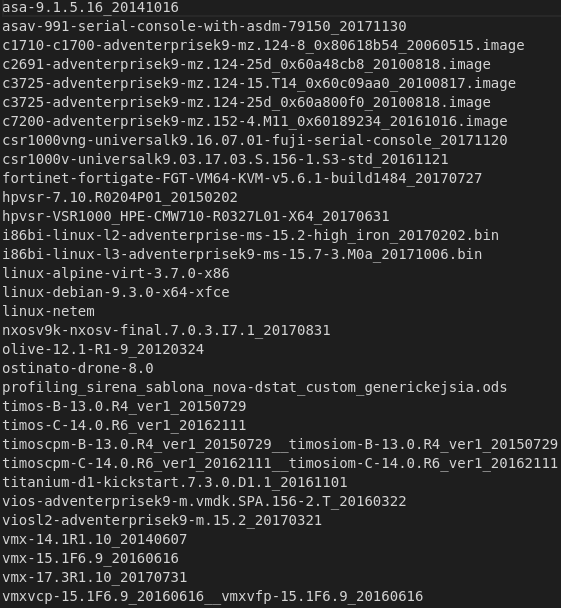 asa-9.1.5.16_20141016
asav-991-serial-console-with-asdm-79150_20171130
c1710-c1700-adventerprisek9-mz.124-8_0x80618b54_20060515.image
c2691-adventerprisek9-mz.124-25d_0x60a48cb8_20100818.image
c3725-adventerprisek9-mz.124-15.T14_0x60c09aa0_20100817.image
c3725-adventerprisek9-mz.124-25d_0x60a800f0_20100818.image
c7200-adventerprisek9-mz.152-4.M11_0x60189234_20161016.image
csr1000vng-universalk9.16.07.01-fuji-serial-console_20171120
csr1000v-universalk9.03.17.03.S.156-1.S3-std_20161121
fortinet-fortigate-FGT-VM64-KVM-v5.6.1-build1484_20170727
hpvsr-7.10.R0204P01_20150202
hpvsr-VSR1000_HPE-CMW710-R0327L01-X64_20170631
i86bi-linux-l2-adventerprise-ms-15.2-high_iron_20170202.bin
i86bi-linux-l3-adventerprisek9-ms-15.7-3.M0a_20171006.bin
linux-alpine-virt-3.7.0-x86
linux-debian-9.3.0-x64-xfce
linux-netem
nxosv9k-nxosv-final.7.0.3.I7.1_20170831
olive-12.1-R1-9_20120324
ostinato-drone-8.0
profiling_sirena_sablona_nova-dstat_custom_generickejsia.ods
timos-B-13.0.R4_ver1_20150729
timos-C-14.0.R6_ver1_20162111
timoscpm-B-13.0.R4_ver1_20150729__timosiom-B-13.0.R4_ver1_20150729
timoscpm-C-14.0.R6_ver1_20162111__timosiom-C-14.0.R6_ver1_20162111
titanium-d1-kickstart.7.3.0.D1.1_20161101
vios-adventerprisek9-m.vmdk.SPA.156-2.T_20160322
viosl2-adventerprisek9-m.15.2_20170321
vmx-14.1R1.10_20140607
vmx-15.1F6.9_20160616
vmx-17.3R1.10_20170731
vmxvcp-15.1F6.9_20160616__vmxvfp-15.1F6.9_20160616